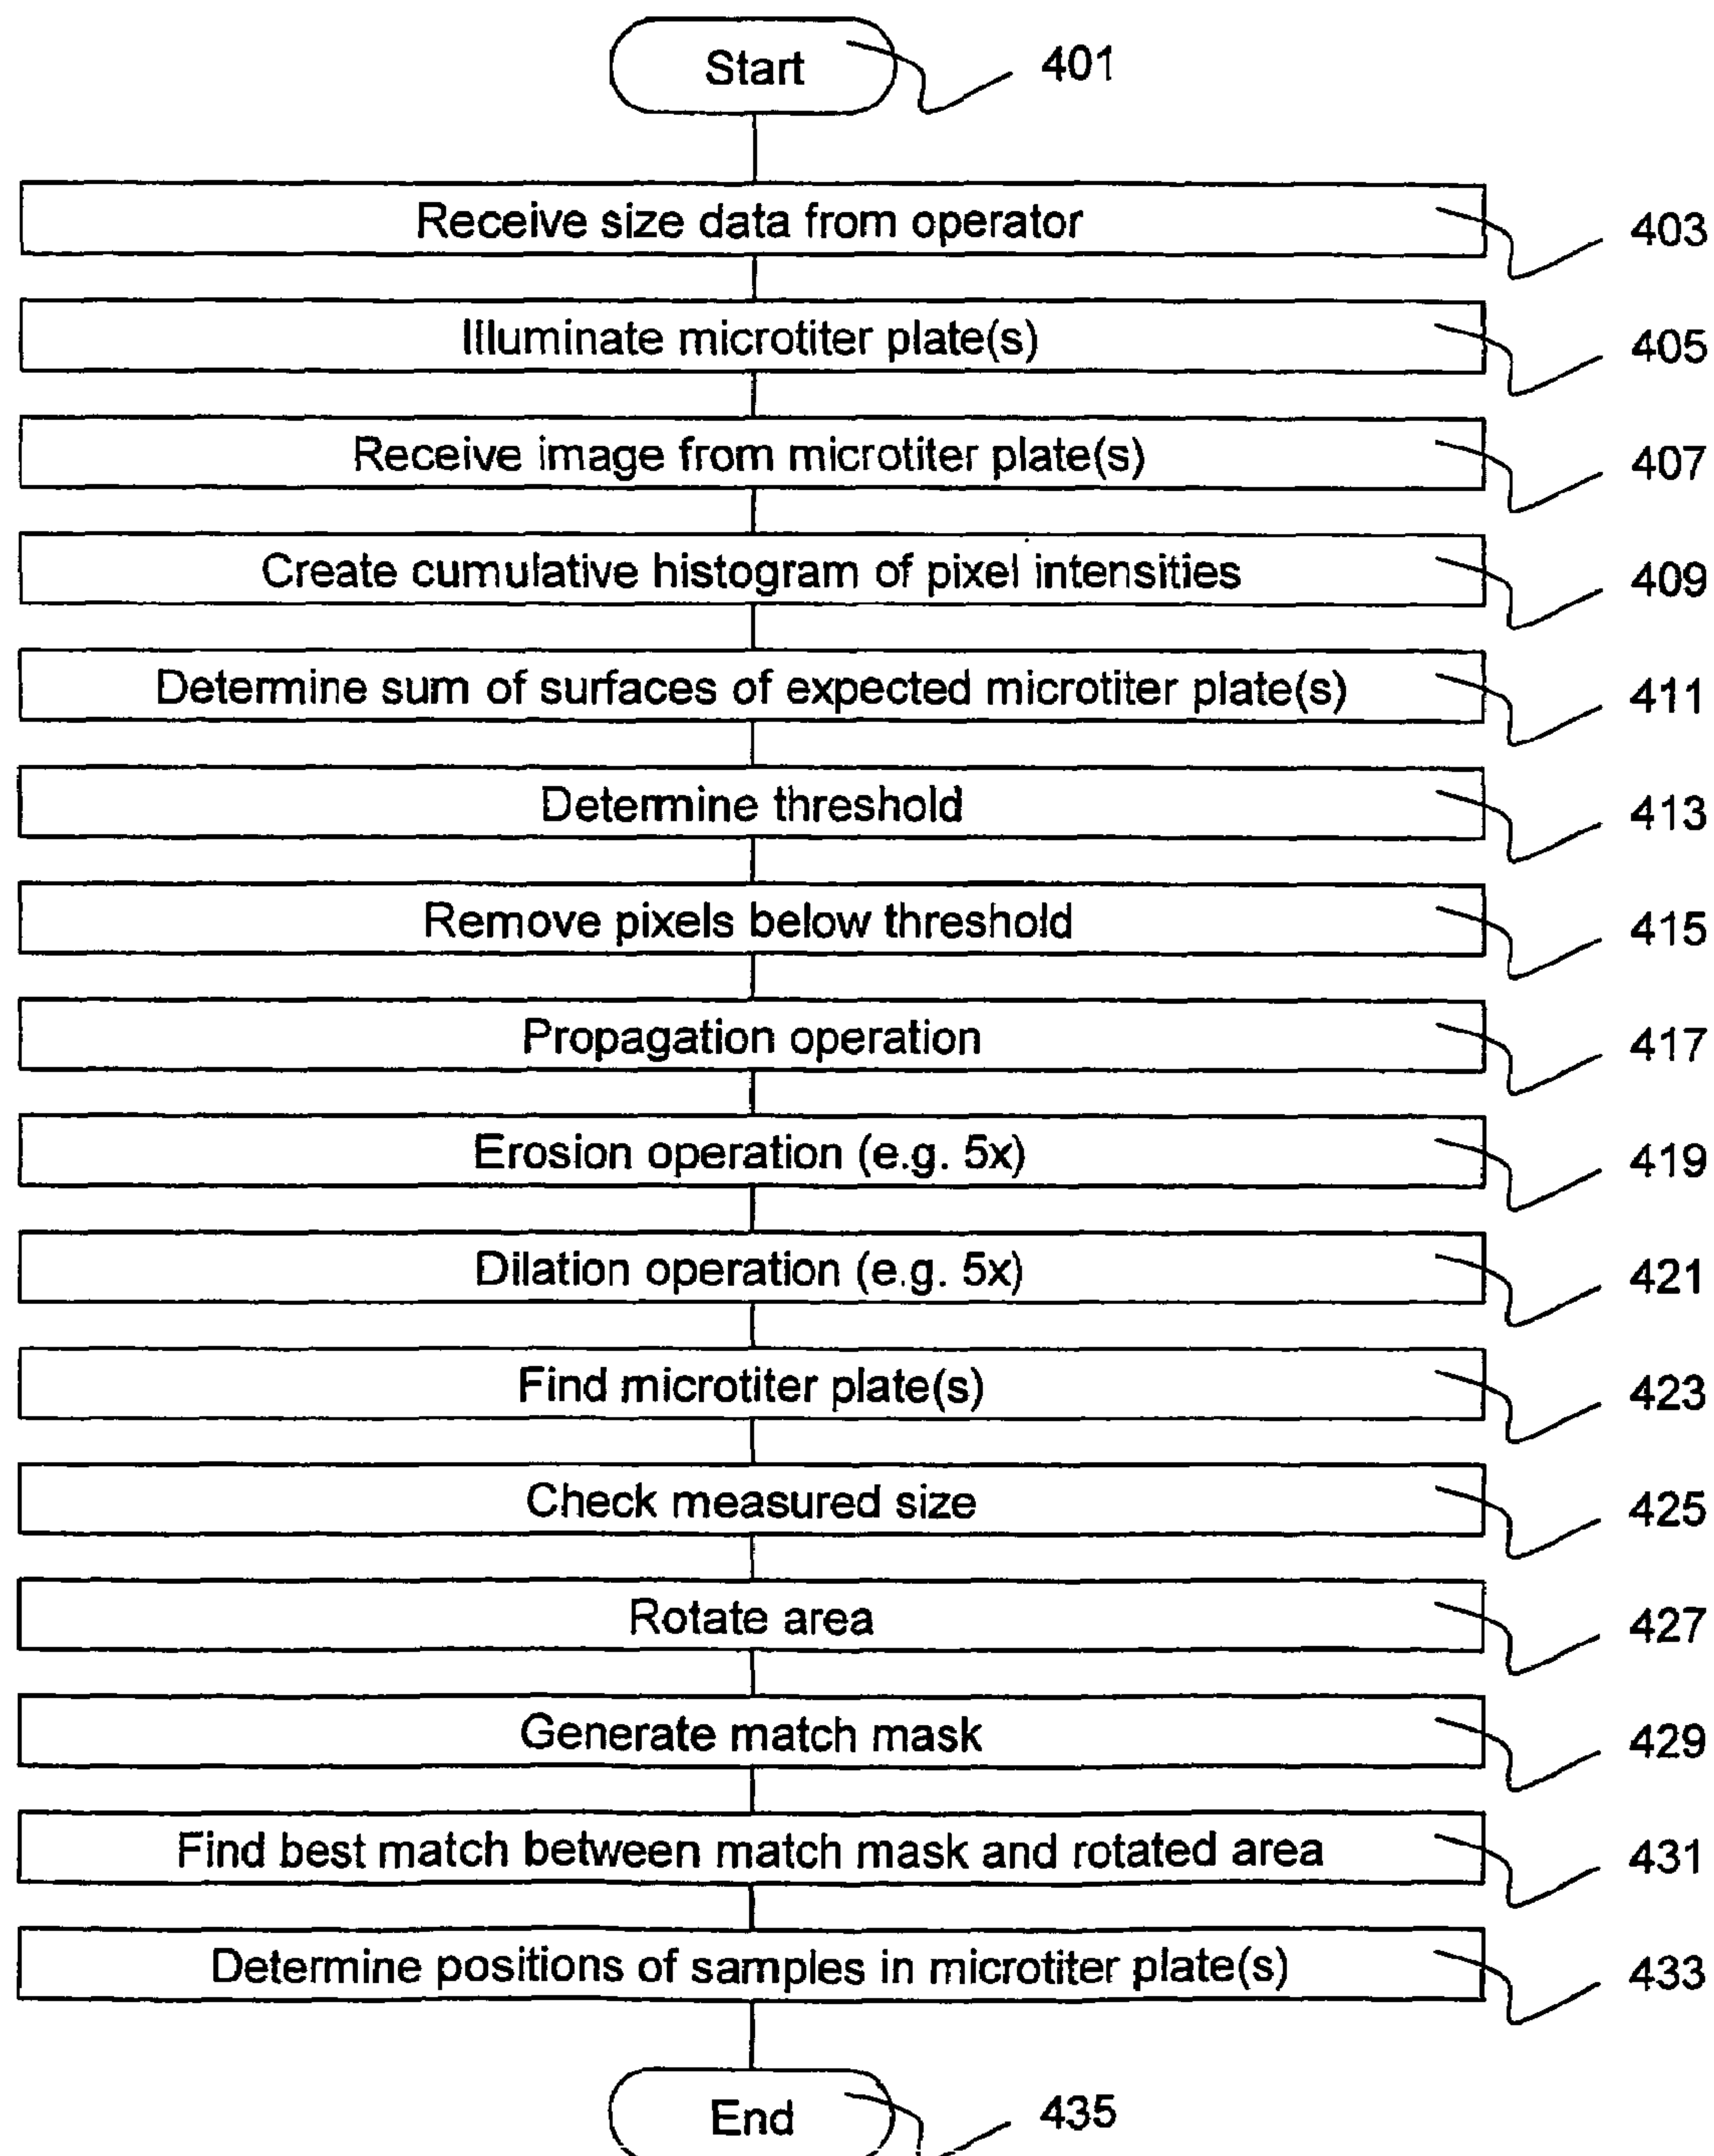 Start
401
Receive size data from operator
403
Illuminate microtiter plate(s)
405
Receive image from microtiter plate(s)
407
Create cumulative histogram of pixel intensities
409
Determine sum of surfaces of expected microtiter plate(s)
411
Determine threshold
413
Remove pixels below threshold
415
Propagation operation
417
Erosion operation (e.g. 5x)
419
Dilation operation (e.g. 5x)
421
Find microtiter plate(s)
423
Check measured size
425
Rotate area
427
Generate match mask
429
Find best match between match mask and rotated area
431
Determine positions of samples in microtiter plate(s)
433
End
435